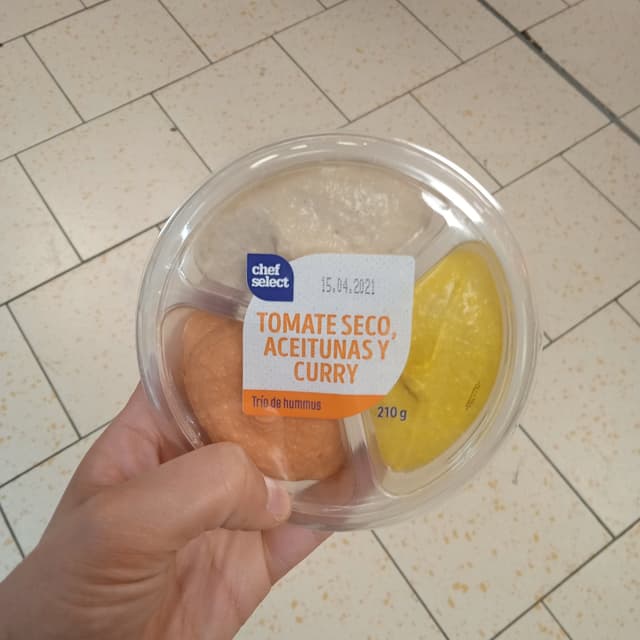 chef
select
15.04.2021
TOMATE SECO,
ACEITUNAS Y
CURRY
Trío de hummus
210 g